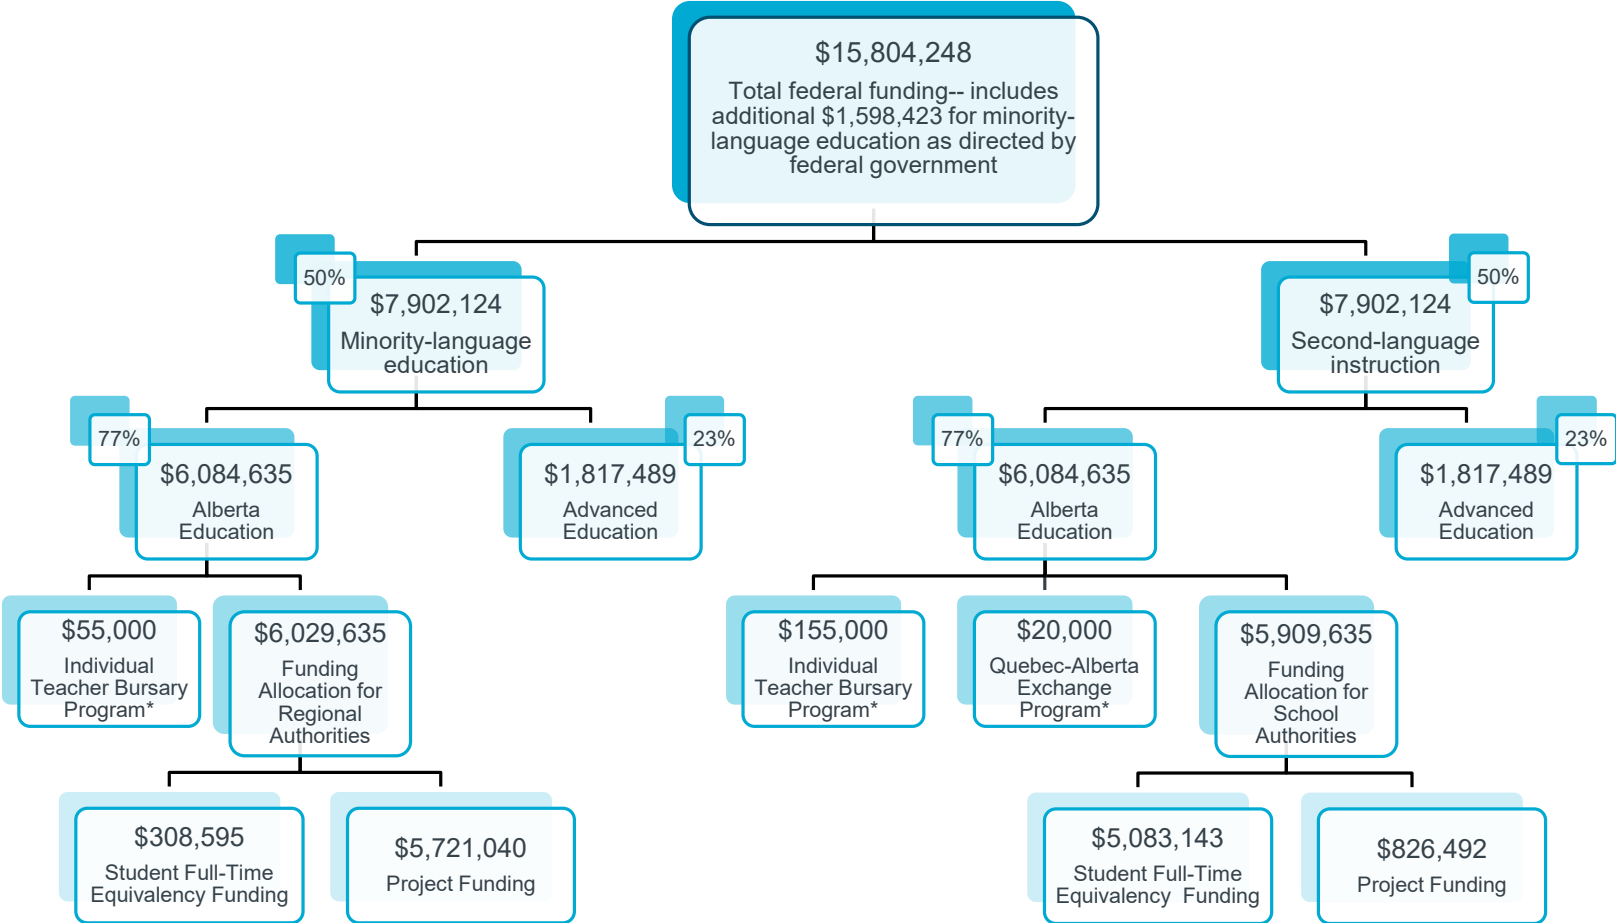 $15,804,248
Total federal funding-- includes
additional $1,598,423 for minority-
language education as directed by
federal government
50%
$7,902,124
Minority-language
education
50%
$7,902,124
Second-language
instruction
77%
$6,084,635
Alberta
Education
23%
$1,817,489
Advanced
Education
77%
$6,084,635
Alberta
Education
23%
$1,817,489
Advanced
Education
$55,000
Individual
Teacher Bursary
Program*
$6,029,635
Funding
Allocation for
Regional
Authorities
$155,000
Individual
Teacher Bursary
Program*
$20,000
Quebec-Alberta
Exchange
Program*
$5,909,635
Funding
Allocation for
School
Authorities
$308,595
Student Full-Time
Equivalency Funding
$5,721,040
Project Funding
$5,083,143
Student Full-Time
Equivalency  Funding
$826,492
Project Funding